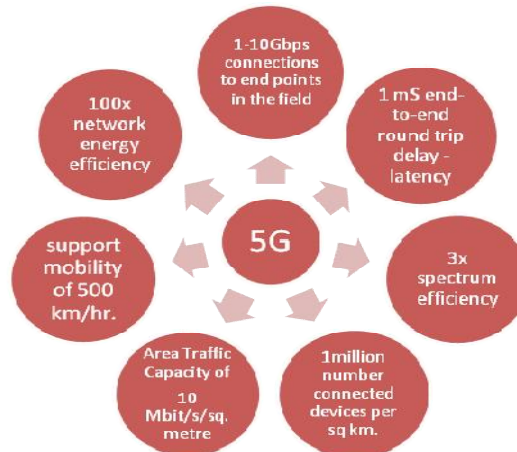 1-10Gbps
connections
to end points
in the field
1 mS end-
to-end
round trip
delay -
latency
3x
spectrum
efficiency
1million
number
connected
devices per
sq km.
Area Traffic
Capacity of
10
Mbit/s/sq.
metre
support
mobility
of 500
km/hr.
100x
network
energy
efficiency
5G